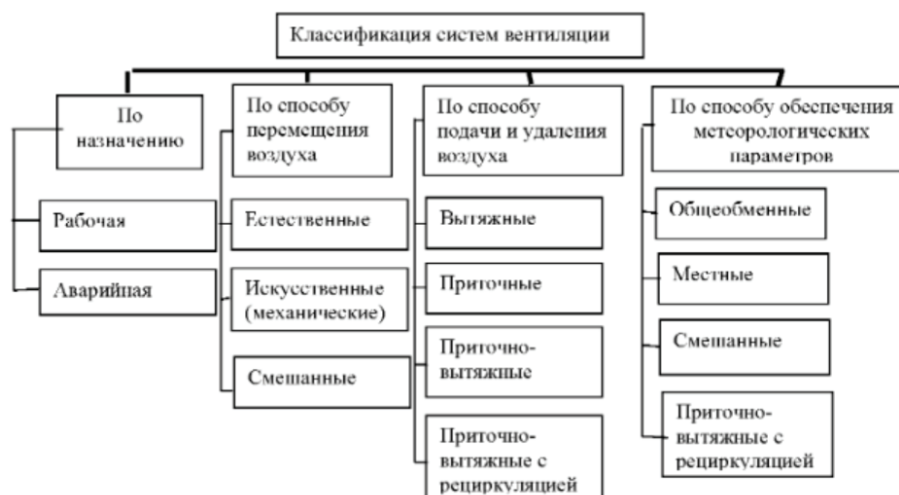 Классификация систем вентиляции
По
назначению
Рабочая
Аварийная
По способу
перемещения
воздуха
Естественные
Искусственные
(механические)
Смешанные
По способу
подачи и удаления
воздуха
Вытяжные
Приточные
Приточно-
вытяжные
Приточно-
вытяжные с
рециркуляцией
По способу обеспечения
метеорологических
параметров
Общеобменные
Местные
Смешанные
Приточно-
вытяжные с
рециркуляцией